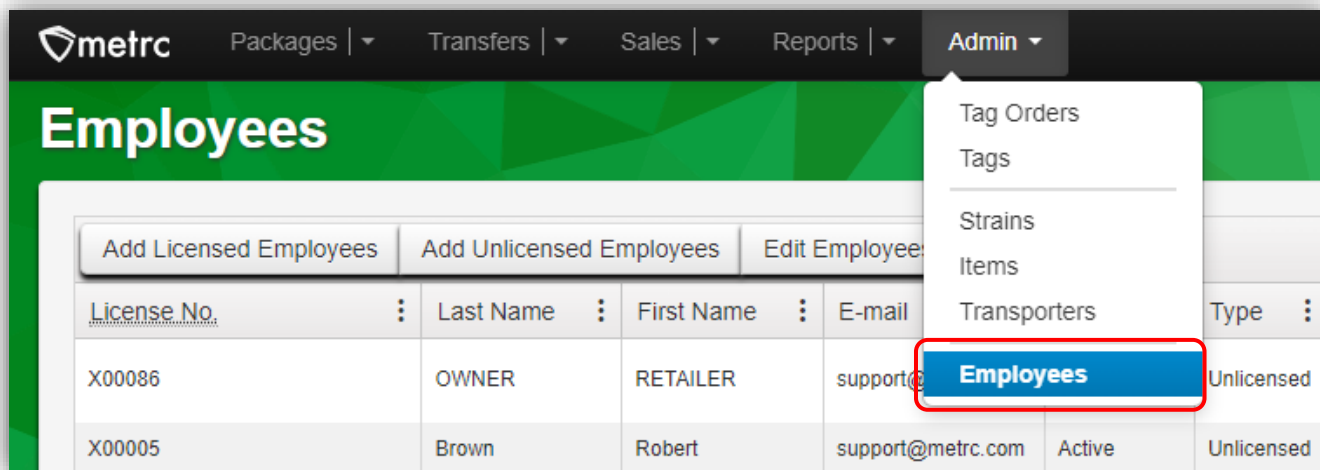 metrc Packages | Transfers | Sales | Reports | Admin
Employees
Tag Orders
Tags
Strains
Items
Transporters
Employees
Add Licensed Employees Add Unlicensed Employees Edit Employees
License No. Last Name First Name E-mail Type
X00086 OWNER RETAILER support@ Unlicensed
X00005 Brown Robert support@metrc.com Active Unlicensed